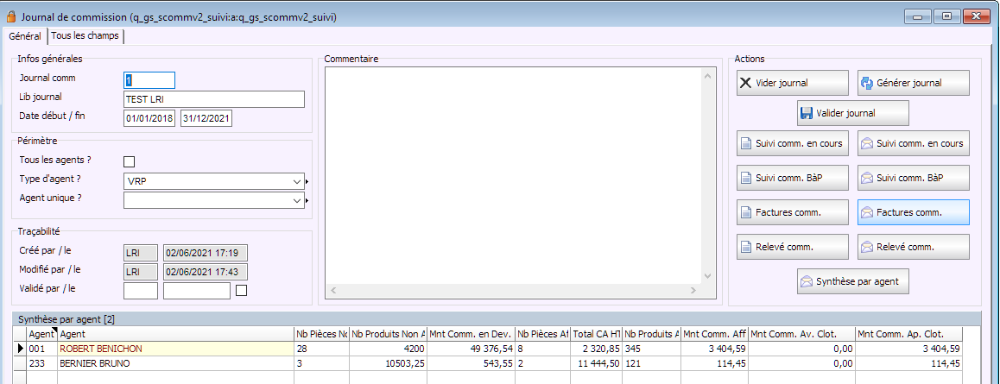 Journal de commission (q_gs_scommv2_suivi:a:q_gs_scommv2_suivi)
Général Tous les champs
Infos générales
Journal comm 1
Lib journal TEST LRI
Date début / fin 01/01/2018 31/12/2021
Périmètre
Tous les agents ?
Type d'agent ? VRP
Agent unique ?
Traçabilité
Créé par / le LRI 02/06/2021 17:19
Modifié par / le LRI 02/06/2021 17:43
Validé par / le
Commentaire
Actions
Vider journal Générer journal
Valider journal
Suivi comm. en cours Suivi comm. en cours
Suivi comm. BàP Suivi comm. BàP
Factures comm. Factures comm.
Relevé comm. Relevé comm.
Synthèse par agent
Synthèse par agent [2]
Agent Agent Nb Pièces No Nb Produits Non A Mnt Comm. en Dev. Nb Pièces Af Total CA HT Nb Produits A Mnt Comm. Aff Mnt Comm. Av. Clot. Mnt Comm. Ap. Clot.
001 ROBERT BENICHON 28 4200 49 376,54 8 2 320,85 345 3 404,59 0,00 3 404,59
233 BERNIER BRUNO 3 10503,25 543,55 2 11 444,50 121 114,45 0,00 114,45